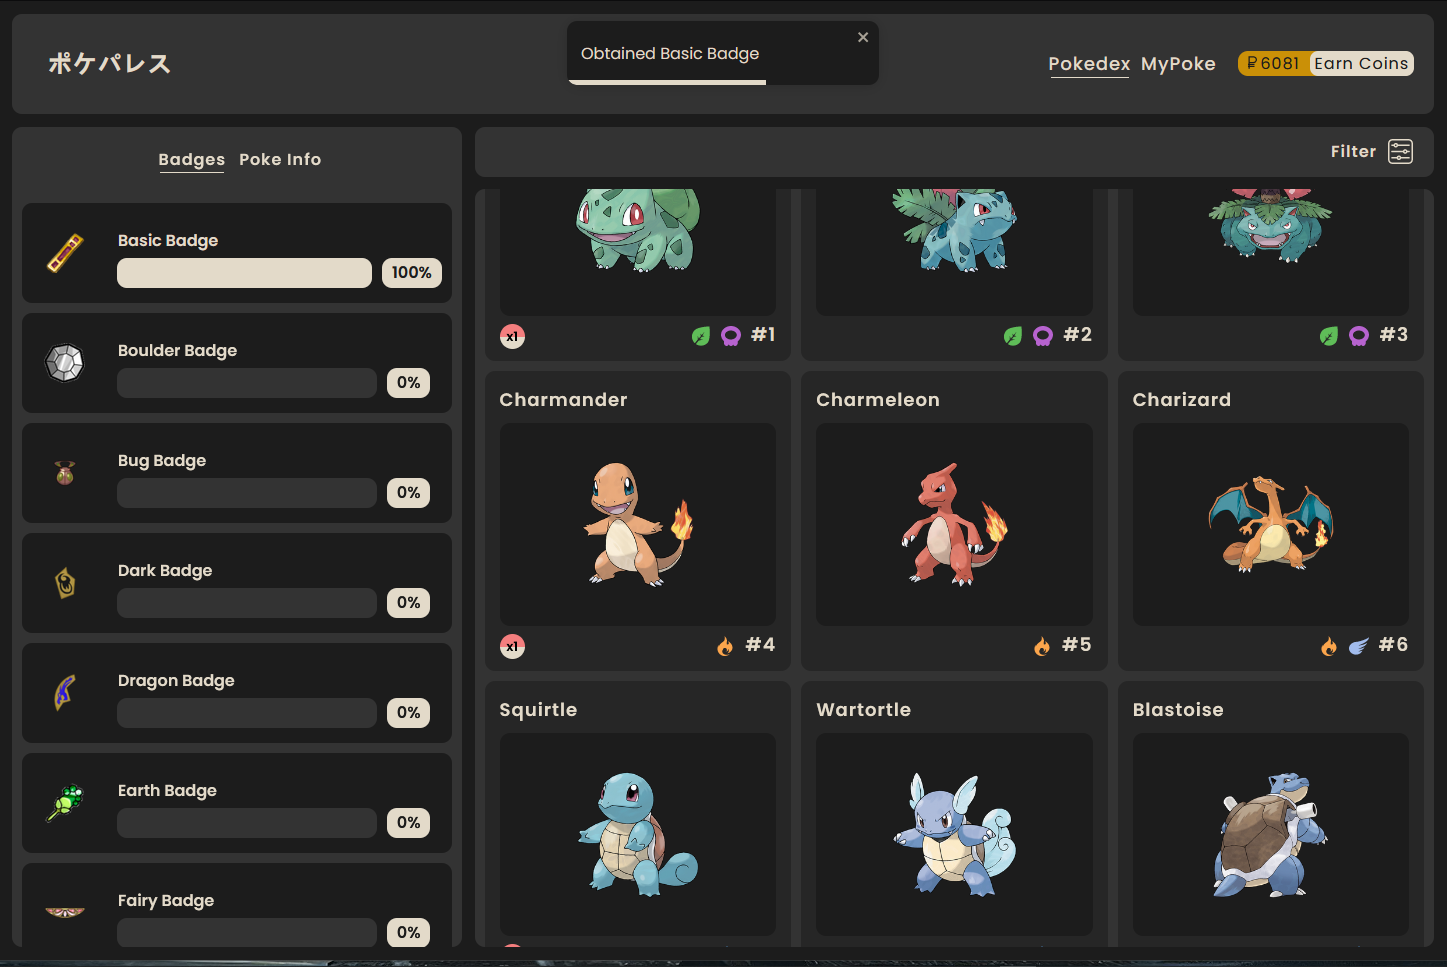 ポケパレス
Obtained Basic Badge
×
Pokedex MyPoke
₽6081 Earn Coins
Badges Poke Info
Basic Badge
100%
Boulder Badge
0%
Bug Badge
0%
Dark Badge
0%
Dragon Badge
0%
Earth Badge
0%
Fairy Badge
0%
Filter
x1 #1
#2
#3
Charmander
x1 #4
Charmeleon
#5
Charizard
#6
Squirtle
Wartortle
Blastoise